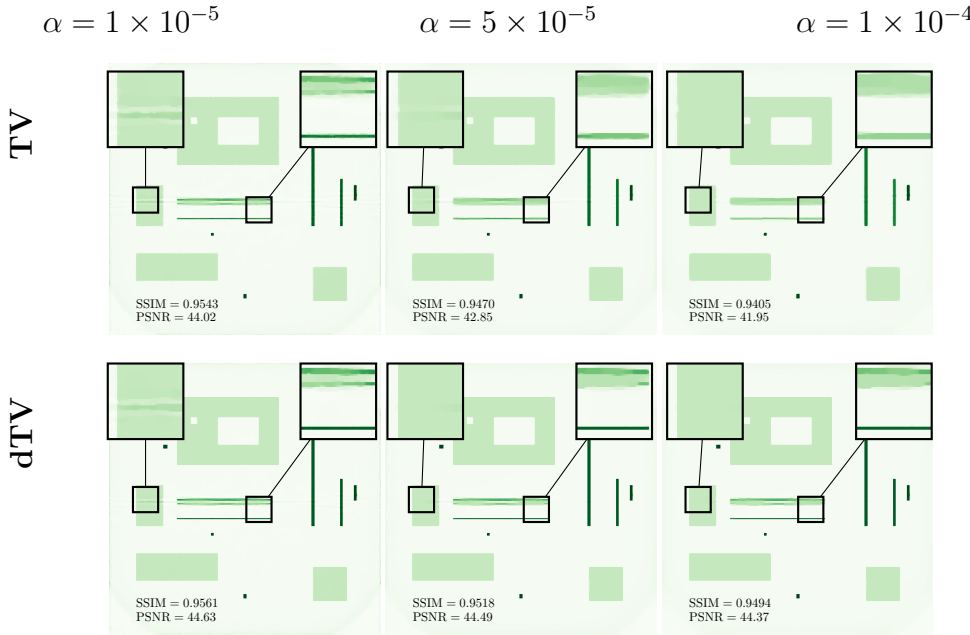 α = 1 × 10⁻⁵ α = 5 × 10⁻⁵ α = 1 × 10⁻⁴
TV
SSIM = 0.9543
PSNR = 44.02
SSIM = 0.9470
PSNR = 42.85
SSIM = 0.9405
PSNR = 41.95
dTV
SSIM = 0.9561
PSNR = 44.63
SSIM = 0.9518
PSNR = 44.49
SSIM = 0.9494
PSNR = 44.37